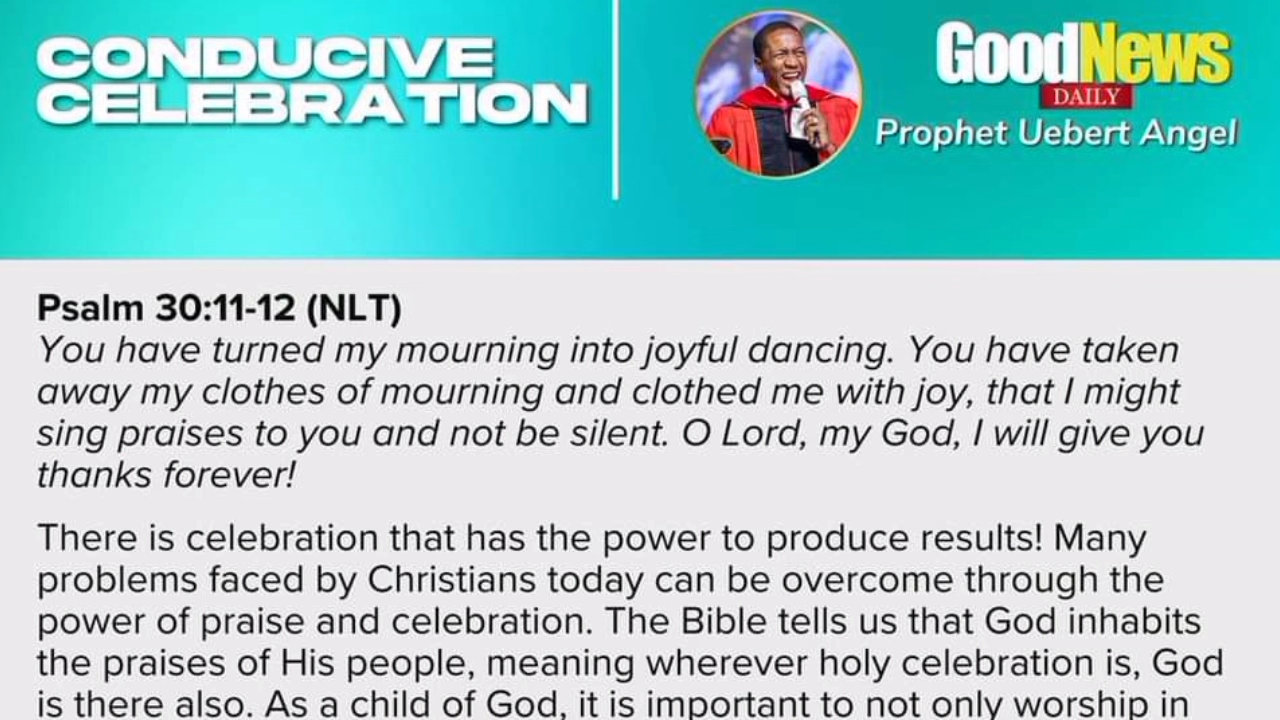 CONDUCIVE
CELEBRATION
GoodNews
DAILY
Prophet Uebert Angel
Psalm 30:11-12 (NLT)
You have turned my mourning into joyful dancing. You have taken
away my clothes of mourning and clothed me with joy, that I might
sing praises to you and not be silent. O Lord, my God, I will give you
thanks forever!
There is celebration that has the power to produce results! Many
problems faced by Christians today can be overcome through the
power of praise and celebration. The Bible tells us that God inhabits
the praises of His people, meaning wherever holy celebration is, God
is there also. As a child of God, it is important to not only worship in